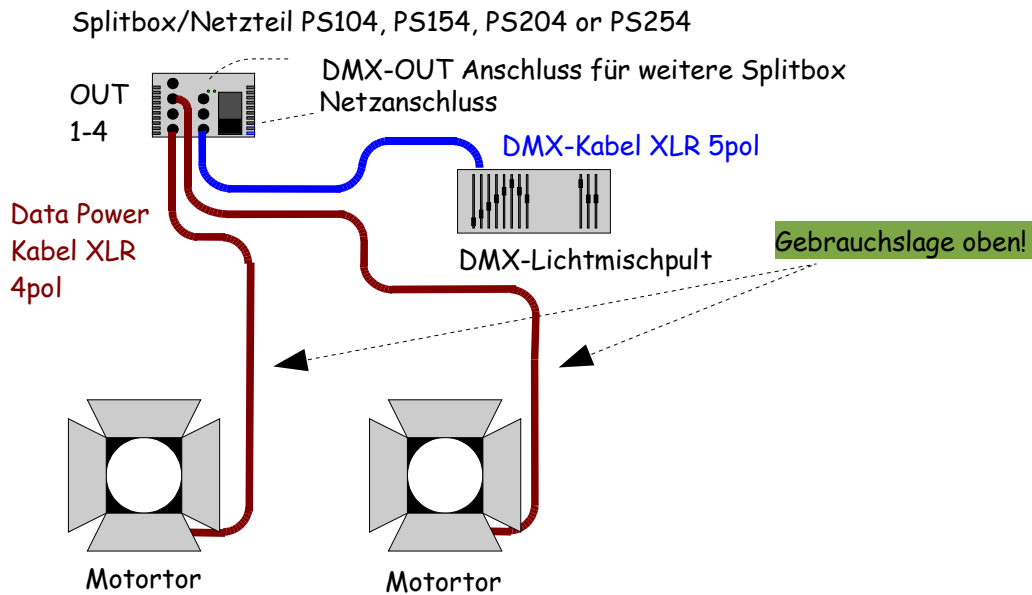 Splitbox/Netzteil PS104, PS154, PS204 or PS254
DMX-OUT Anschluss für weitere Splitbox
Netzanschluss
OUT
1-4
DMX-Kabel XLR 5pol
Data Power
Kabel XLR
4pol
DMX-Lichtmischpult
Gebrauchslage oben!
Motortor
Motortor